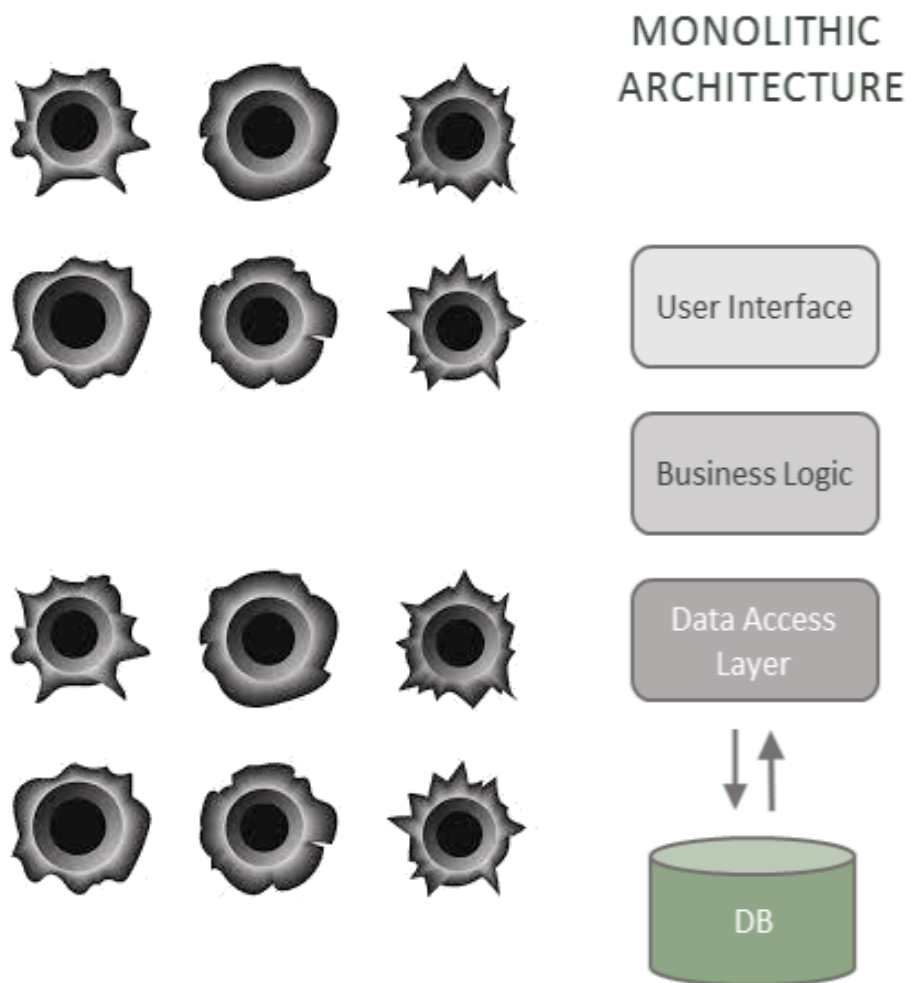 MONOLITHIC
ARCHITECTURE
User Interface
Business Logic
Data Access
Layer
DB